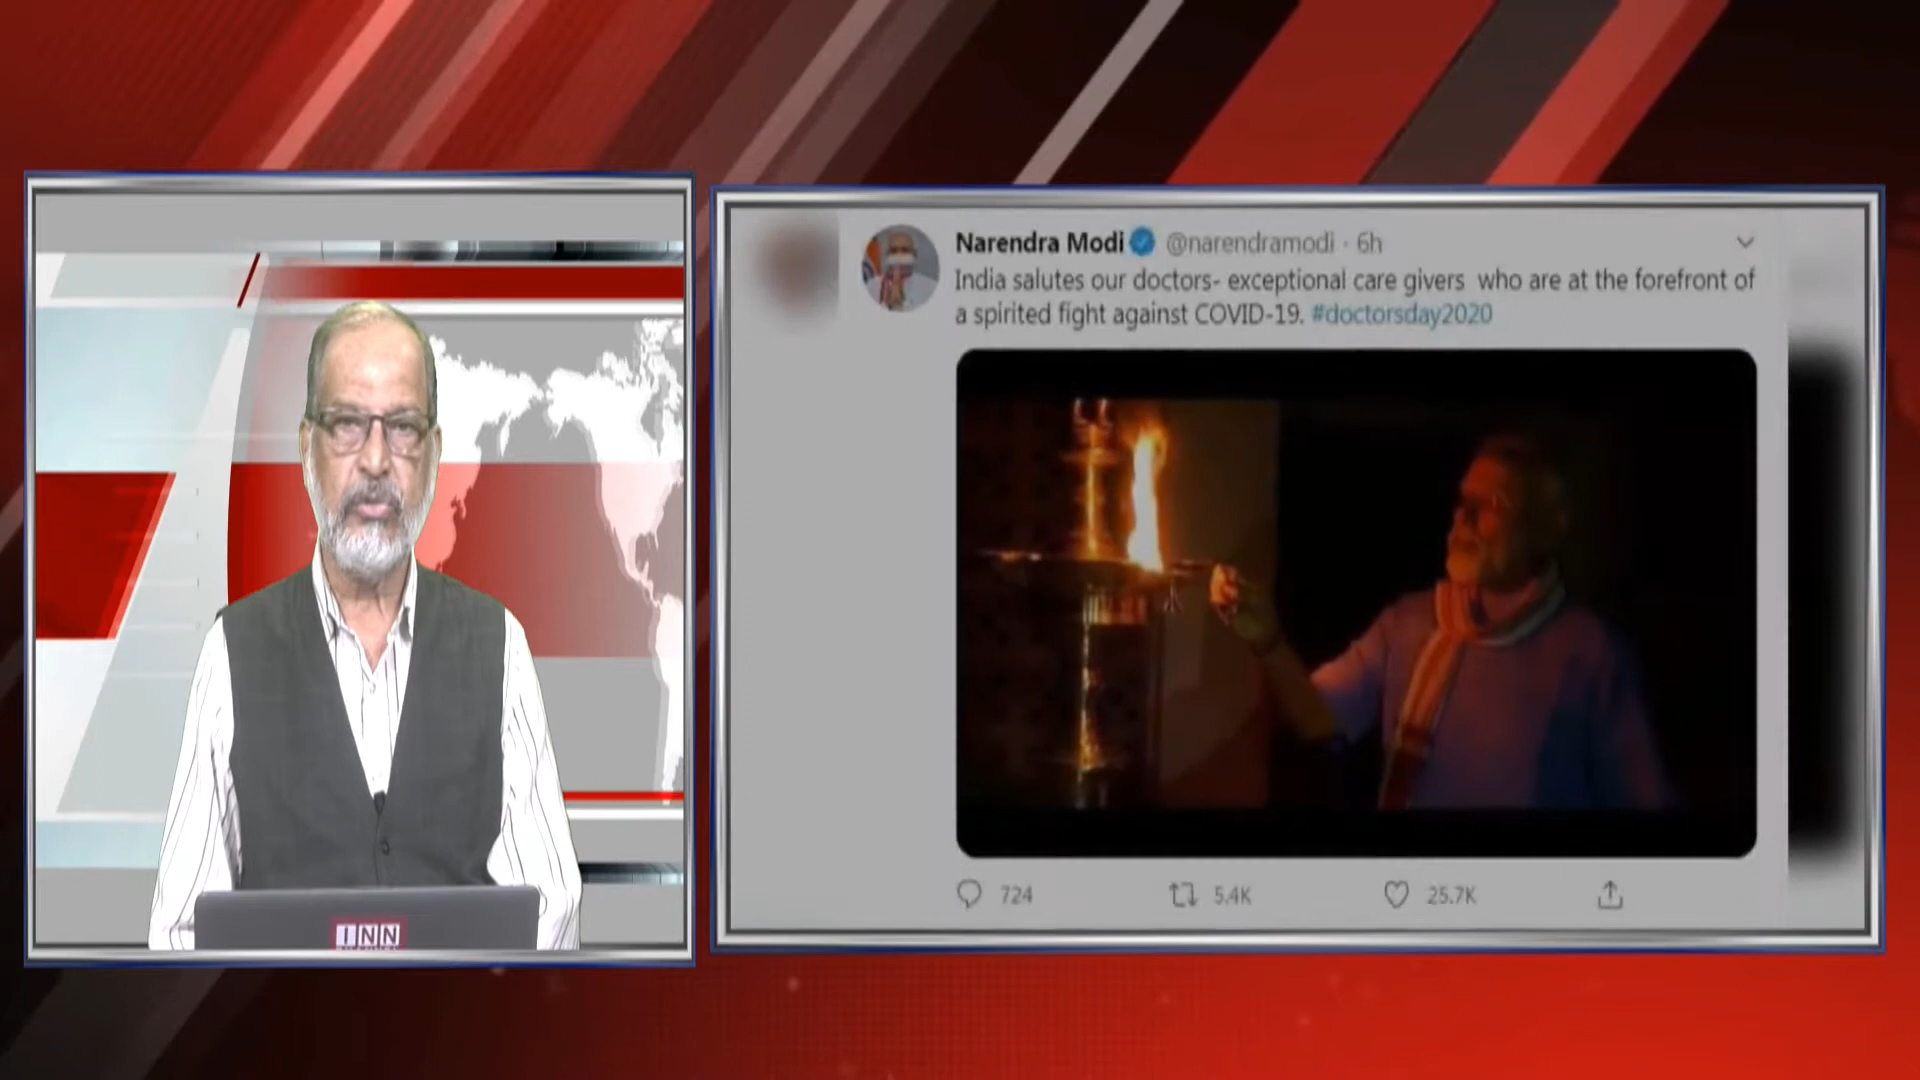 Narendra Modi @narendramodi · 6h
India salutes our doctors- exceptional care givers who are at the forefront of
a spirited fight against COVID-19. #doctorsday2020
724 5.4K 25.7K
INN